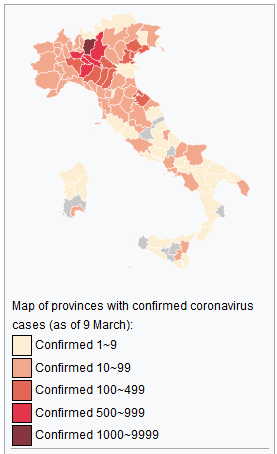 Map of provinces with confirmed coronavirus
cases (as of 9 March):
Confirmed 1~9
Confirmed 10~99
Confirmed 100~499
Confirmed 500~999
Confirmed 1000~9999